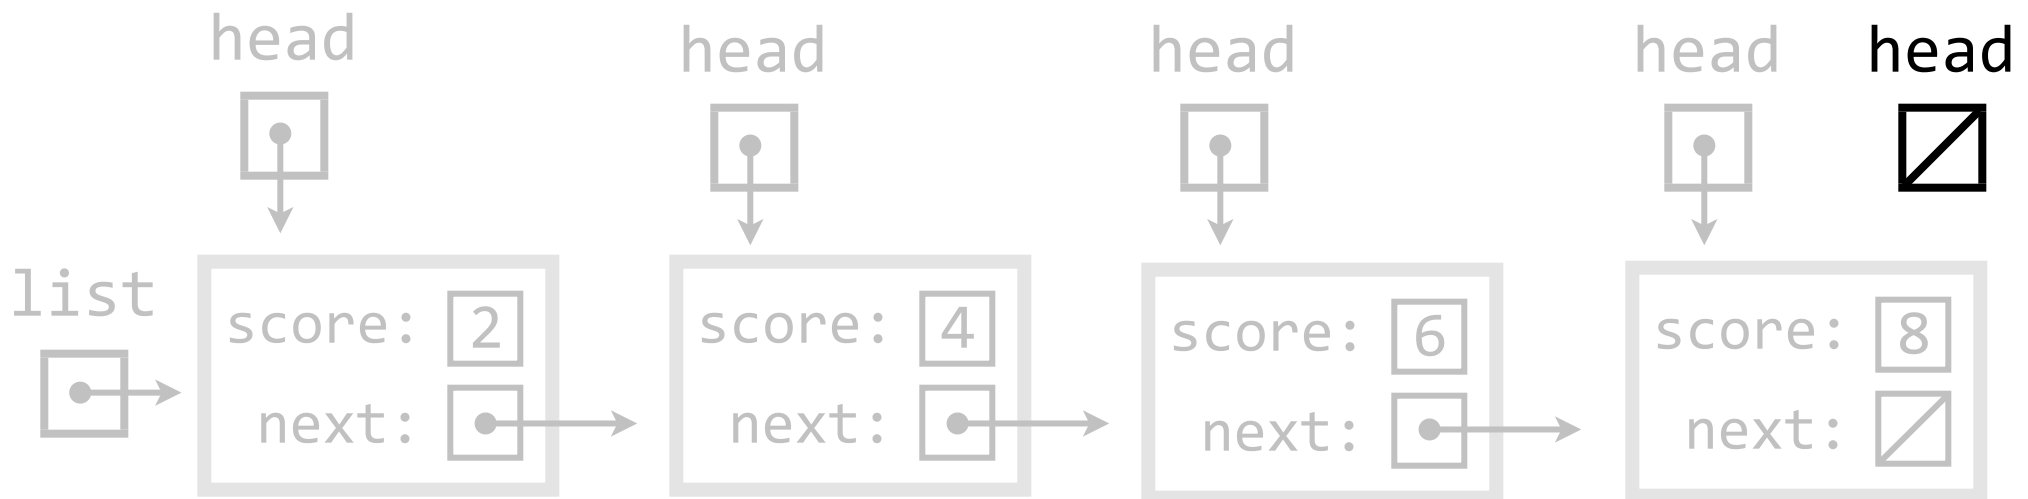 head head head head head
list
score: 2
next:
score: 4
next:
score: 6
next:
score: 8
next: